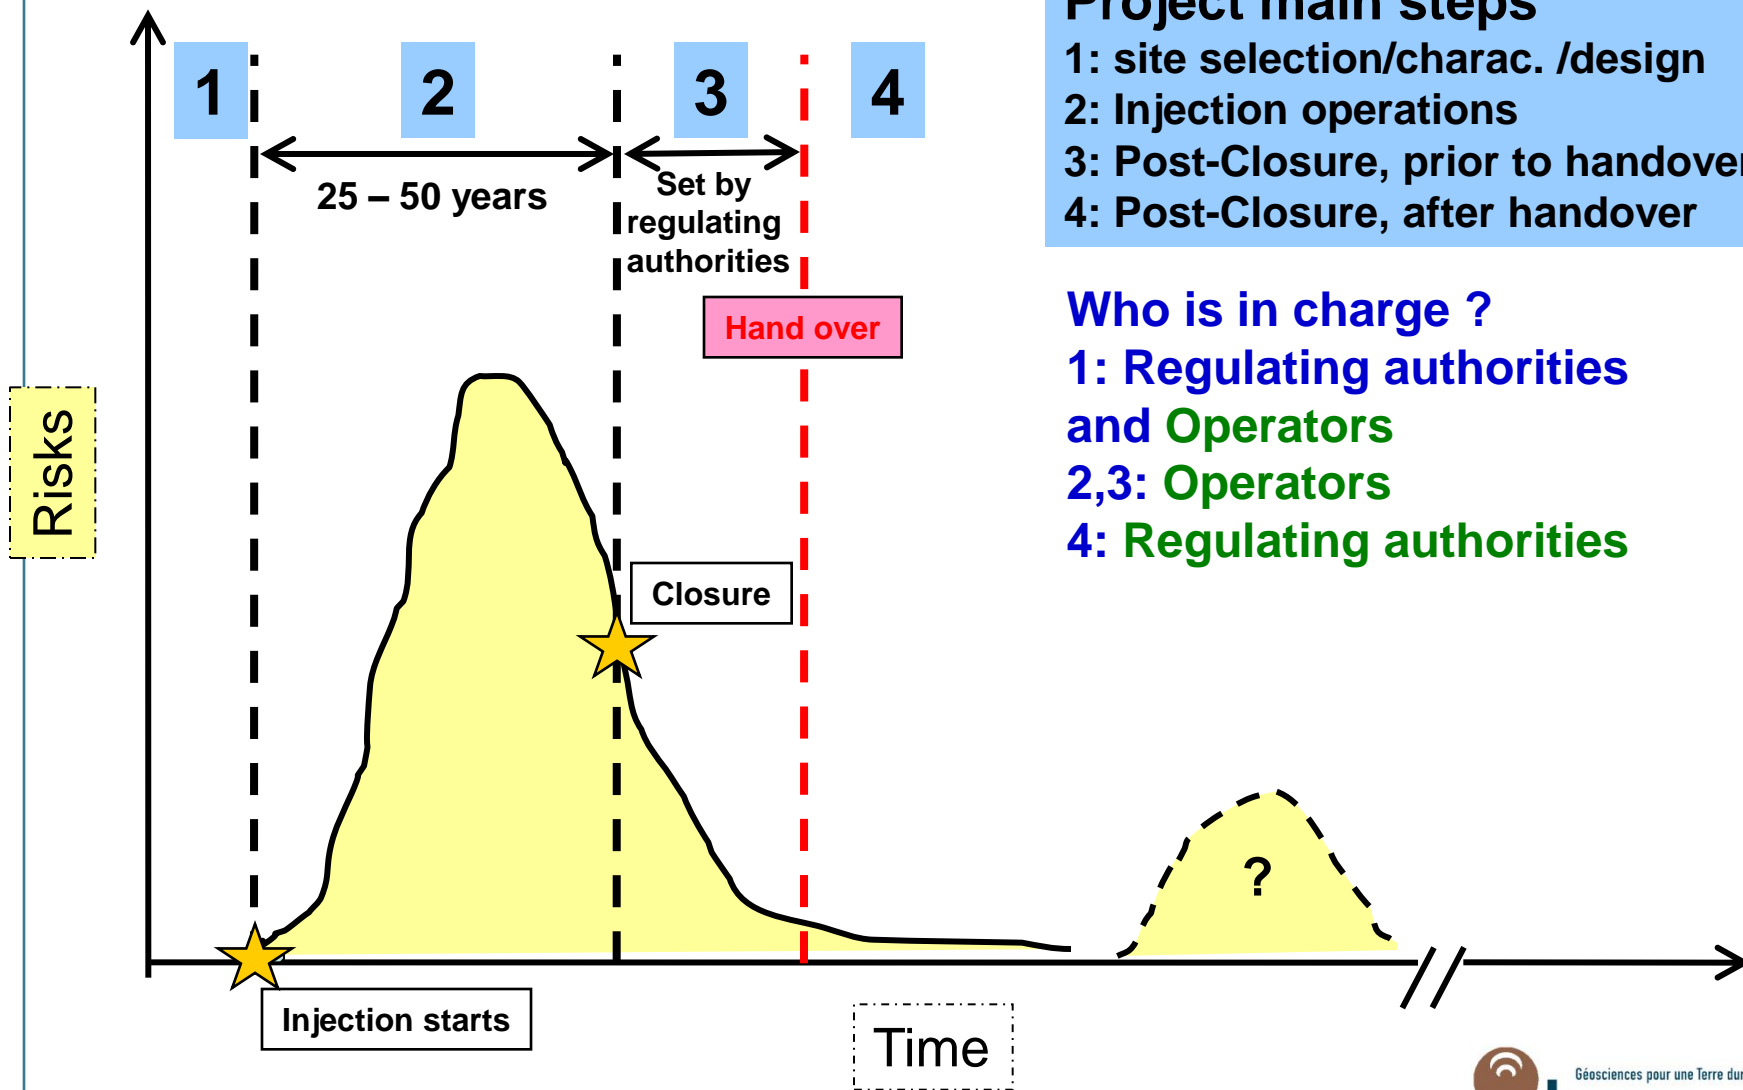 Project main steps
1: site selection/charac. /design
2: Injection operations
3: Post-Closure, prior to handover
4: Post-Closure, after handover
1
2
3
4
25 – 50 years
Set by
regulating
authorities
Hand over
Who is in charge ?
1: Regulating authorities
and Operators
2,3: Operators
4: Regulating authorities
Risks
Closure
?
Injection starts
Time
Géosciences pour une Terre dur